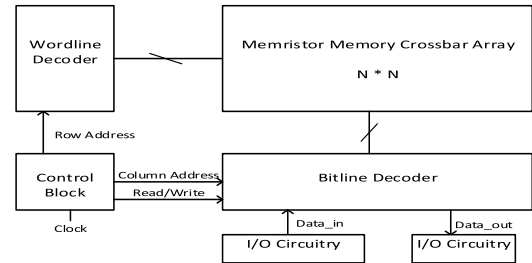 Wordline
Decoder
Memristor Memory Crossbar Array
N * N
Row Address
Control
Block
Column Address
Read/Write
Bitline Decoder
Clock
Data_in
Data_out
I/O Circuitry
I/O Circuitry